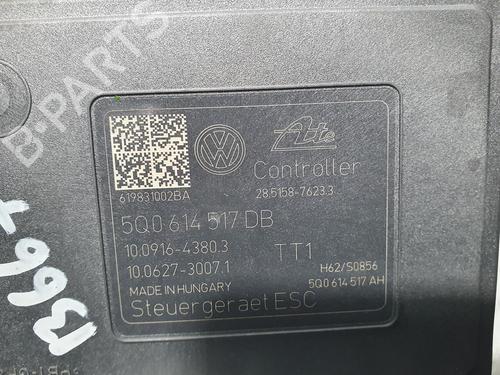 B-PARTS
Ate
Controller
619831002BA
28.5158-7623.3
5Q0 614 517 DB
10.0916-4380.3
TT1
10.0627-3007.1
H62/S0856
MADE IN HUNGARY
5Q0 614 517 AH
Steuergeraet ESC